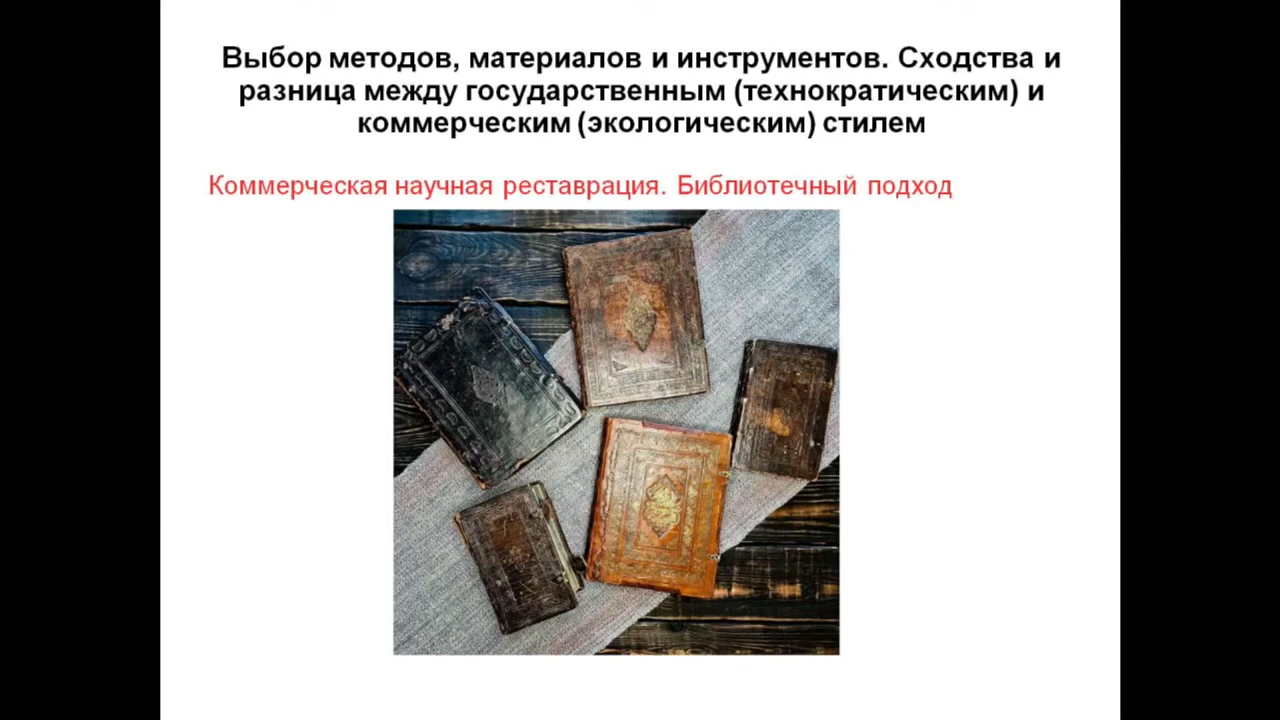 Выбор методов, материалов и инструментов. Сходства и
разница между государственным (технократическим) и
коммерческим (экологическим) стилем
Коммерческая научная реставрация. Библиотечный подход